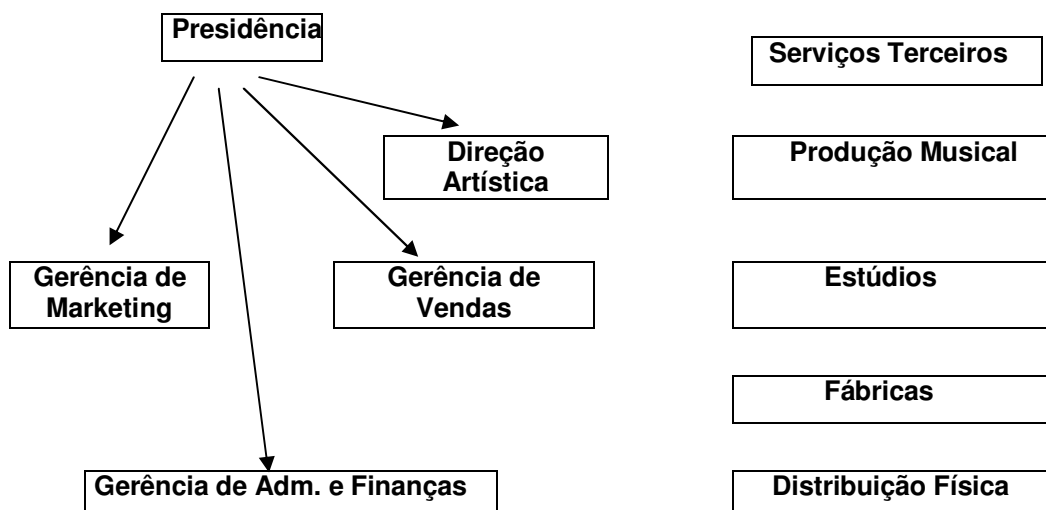 Presidência
Serviços Terceiros
Direção
Artística
Produção Musical
Gerência de
Marketing
Gerência de
Vendas
Estúdios
Fábricas
Gerência de Adm. e Finanças
Distribuição Física